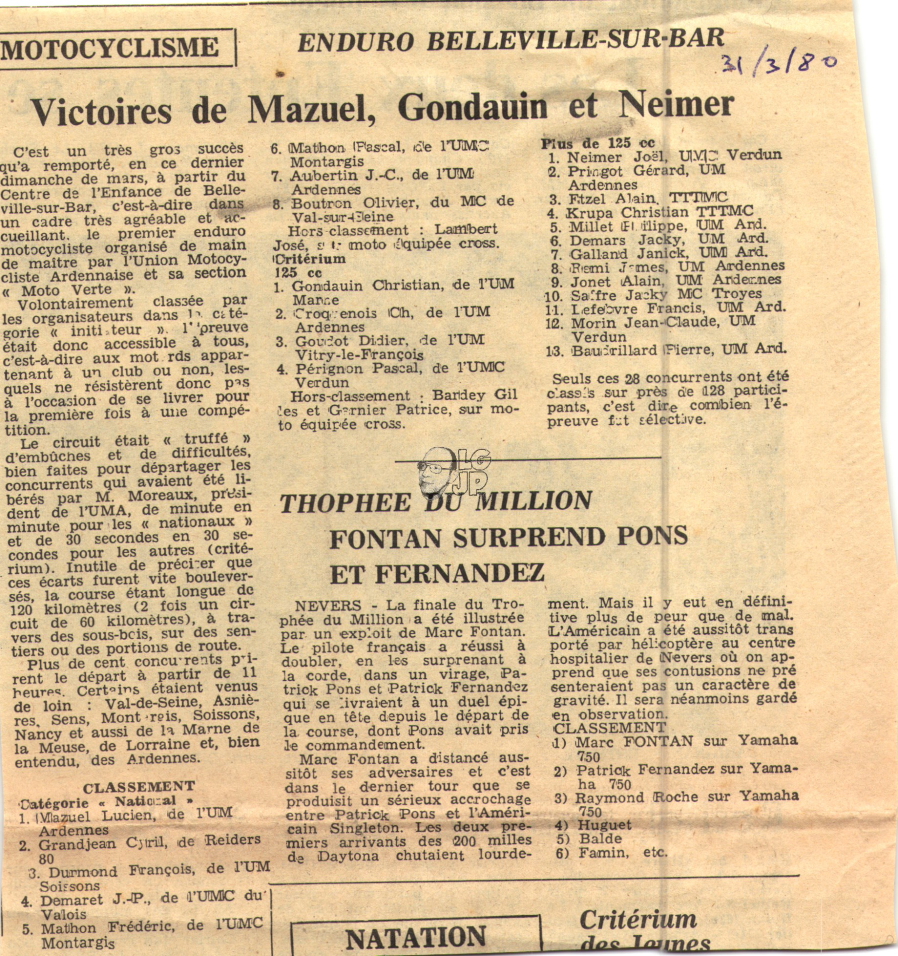 MOTOCYCLISME
ENDURO BELLEVILLE-SUR-BAR
31/3/80
Victoires de Mazuel, Gondauin et Neimer
C'est un très gros succès
qu'a remporté, en ce dernier
dimanche de mars, à partir du
Centre de l'Enfance de Belle-
ville-sur-Bar, c'est-à-dire dans
un cadre très agréable et ac-
cueillant. le premier enduro
motocycliste organisé de main
de maitre par l'Union Motocy-
cliste Ardennaise et sa section
« Moto Verte ».
Volontairement classée par
les organisateurs dans la caté-
gorie « initiateur ». l'épreuve
était donc accessible à tous,
c'est-à-dire aux motards appar-
tenant à un club ou non, les-
quels ne résistèrent donc pas
à l'occasion de se livrer pour
la première fois à une compé-
tition.
Le circuit était « truffé »
d'embûches et de difficultés,
bien faites pour départager les
concurrents qui avaient été li-
bérés par M. Moreaux, prési-
dent de l'UMA, de minute en
minute pour les « nationaux »
et de 30 secondes en 30 se-
condes pour les autres (crité-
rium). Inutile de préciser que
ces écarts furent vite boulever-
sés, la course étant longue de
120 kilomètres (2 fois un cir-
cuit de 60 kilomètres), à tra-
vers des sous-bois, sur des sen-
tiers ou des portions de route.
Plus de cent concurrents pri-
rent le départ à partir de 11
heures. Certains étaient venus
de loin : Val-de-Seine, Asniè-
res, Sens, Montargis, Soissons,
Nancy et aussi de la Marne de
la Meuse, de Lorraine et, bien
entendu, des Ardennes.
CLASSEMENT
Catégorie « National »
1. Mazuel Lucien, de l'UM
Ardennes
2. Grandjean Cyril, de Reiders
80
3. Durmond François, de l'UM
Soissons
4. Demaret J.-P., de l'UMC du
Valois
5. Mathon Frédéric, de l'UMC
Montargis
6. Mathon Pascal, de l'UMC
Montargis
7. Aubertin J.-C., de l'UM
Ardennes
8. Boutron Olivier, du MC de
Val-sur-Seine
Hors-classement : Lambert
José, sur moto équipée cross.
Critérium
125 cc
1. Gondauin Christian, de l'UM
Marne
2. Croquenois Ch, de l'UM
Ardennes
3. Goudot Didier, de l'UM
Vitry-le-François
4. Pérignon Pascal, de l'UMC
Verdun
Hors-classement : Bardey Gil
les et Garnier Patrice, sur mo-
to équipée cross.
Plus de 125 cc
1. Neimer Joël, UMC Verdun
2. Pringot Gérard, UM
Ardennes
3. Etzel Alain, TTTMC
4. Krupa Christian TTTMC
5. Millet Philippe, UM Ard.
6. Demars Jacky, UM Ard.
7. Galland Janick, UM Ard.
8. Remi James, UM Ardennes
9. Jonet Alain, UM Ardennes
10. Saffre Jacky MC Troyes
11. Lefebvre Francis, UM Ard.
12. Morin Jean-Claude, UM
Verdun
13. Baudrillard Pierre, UM Ard.
Seuls ces 28 concurrents ont été
classés sur près de 128 partici-
pants, c'est dire combien l'é-
preuve fut sélective.
LG
JP
THOPHEE DU MILLION
FONTAN SURPREND PONS
ET FERNANDEZ
NEVERS - La finale du Tro-
phée du Million a été illustrée
par un exploit de Marc Fontan.
Le pilote français a réussi à
doubler, en les surprenant à
la corde, dans un virage, Pa-
trick Pons et Patrick Fernandez
qui se livraient à un duel épi-
que en tête depuis le départ de
la course, dont Pons avait pris
le commandement.
Marc Fontan a distancé aus-
sitôt ses adversaires et c'est
dans le dernier tour que se
produisit un sérieux accrochage
entre Patrick Pons et l'Améri-
cain Singleton. Les deux pre-
miers arrivants des 200 milles
de Daytona chutaient lourde-
ment. Mais il y eut en défini-
tive plus de peur que de mal.
L'Américain a été aussitôt trans
porté par hélicoptère au centre
hospitalier de Nevers où on ap-
prend que ses contusions ne pré
senteraient pas un caractère de
gravité. Il sera néanmoins gardé
en observation.
CLASSEMENT
1) Marc FONTAN sur Yamaha
750
2) Patrick Fernandez sur Yama-
ha 750
3) Raymond Roche sur Yamaha
750
4) Huguet
5) Balde
6) Famin, etc.
NATATION
Critérium
des Jeunes